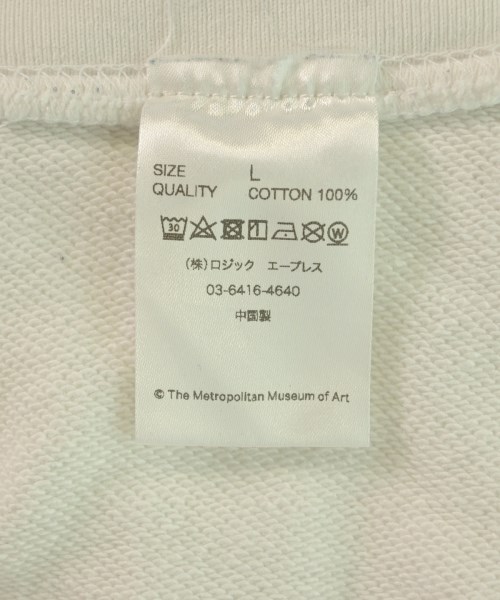 SIZE L
QUALITY COTTON 100%
30 W
(株)ロジック エープレス
03-6416-4640
中国製
© The Metropolitan Museum of Art